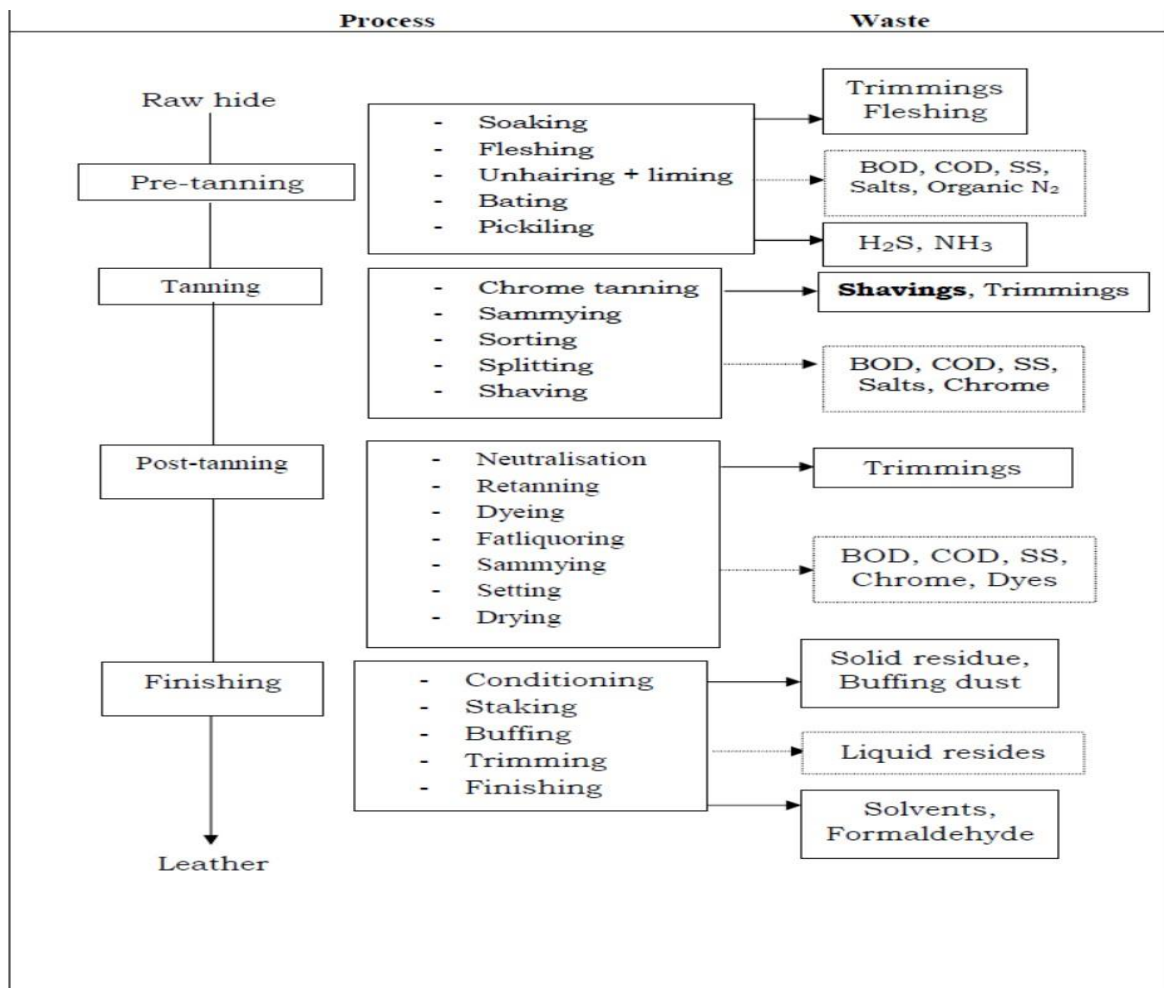 Process
Waste
Raw hide
Pre-tanning
- Soaking
- Fleshing
- Unhairing + liming
- Bating
- Pickiling
Trimmings
Fleshing
BOD, COD, SS,
Salts, Organic N₂
H₂S, NH₃
Tanning
- Chrome tanning
- Sammying
- Sorting
- Splitting
- Shaving
Shavings, Trimmings
BOD, COD, SS,
Salts, Chrome
Post-tanning
- Neutralisation
- Retanning
- Dyeing
- Fatliquoring
- Sammying
- Setting
- Drying
Trimmings
BOD, COD, SS,
Chrome, Dyes
Finishing
- Conditioning
- Staking
- Buffing
- Trimming
- Finishing
Solid residue,
Buffing dust
Liquid resides
Solvents,
Formaldehyde
Leather